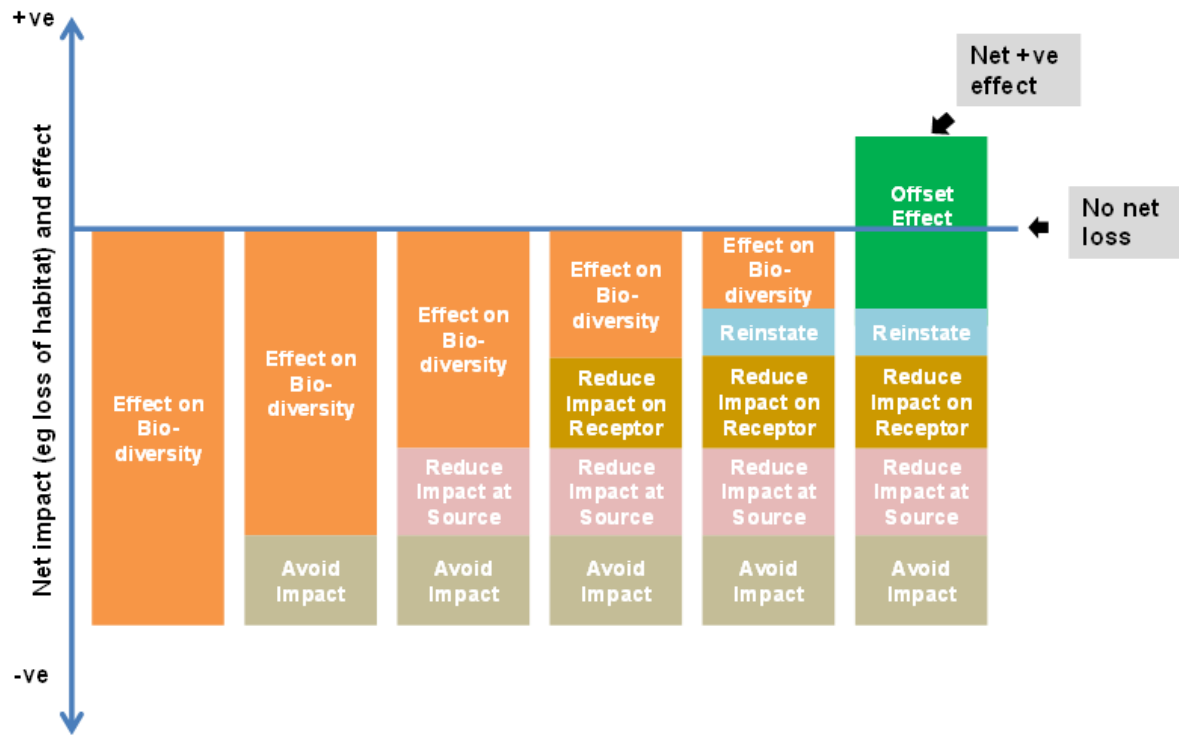 +ve
Net +ve
effect
No net
loss
Net impact (eg loss of habitat) and effect
-ve
Effect on
Bio-
diversity
Effect on
Bio-
diversity
Avoid
Impact
Effect on
Bio-
diversity
Reduce
Impact at
Source
Avoid
Impact
Effect on
Bio-
diversity
Reduce
Impact on
Receptor
Reduce
Impact at
Source
Avoid
Impact
Effect on
Bio-
diversity
Reinstate
Reduce
Impact on
Receptor
Reduce
Impact at
Source
Avoid
Impact
Offset
Effect
Reinstate
Reduce
Impact on
Receptor
Reduce
Impact at
Source
Avoid
Impact